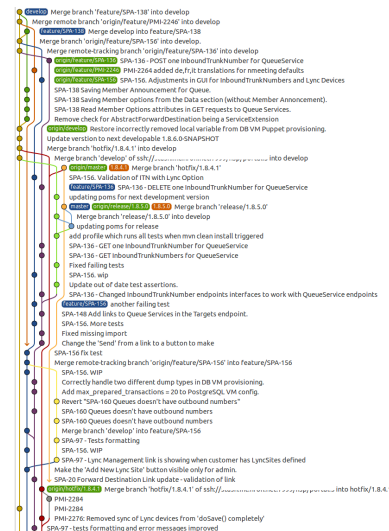 develop Merge branch 'feature/SPA-138' into develop
Merge remote branch 'origin/feature/PMI-2246' into develop
feature/SPA-138 Merge develop into feature/SPA-138
Merge branch 'origin/feature/SPA-156' into develop.
Merge remote-tracking branch 'origin/feature/SPA-136' into develop
origin/feature/SPA-136 SPA-136 - POST one InboundTrunkNumber for QueueService
origin/feature/PMI-2246 PMI-2264 added de,fr,it translations for meeting defaults
origin/feature/SPA-156 SPA-156. Adjustments in GUI for InboundTrunkNumbers and Lync Devices
SPA-138 Saving Member Announcement for Queue.
SPA-138 Saving Member options from the Data section (without Member Announcement).
SPA-138 Read Member Options attributes in GET requests to Queue Services.
Remove check for AbstractForwardDestination being a ServiceExtension
origin/develop Restore incorrectly removed local variable from DB VM Puppet provisioning.
Update version to next developable 1.8.6.0-SNAPSHOT
Merge branch 'hotfix/1.8.4.1' into develop
Merge branch 'develop' of ssh:// into develop
origin/master 1.8.4.1 Merge branch 'hotfix/1.8.4.1'
SPA-156. Validation of ITN with Lync Option
feature/SPA-136 SPA-136 - DELETE one InboundTrunkNumber for QueueService
updating poms for next development version
master origin/release/1.8.5.0 1.8.5.0 Merge branch 'release/1.8.5.0'
Merge branch 'release/1.8.5.0' into develop
updating poms for release
add profile which runs all tests when mvn clean install triggered
SPA-136 - GET one InboundTrunkNumber for QueueService
SPA-136 - GET InboundTrunkNumbers for QueueService
Fixed failing tests
SPA-156. wip
Update out of date test assertions.
SPA-136 - Changed InboundTrunkNumber endpoints interfaces to work with QueueService endpoints
feature/SPA-156 another failing test
SPA-148 Add links to Queue Services in the Targets endpoint.
SPA-156. More tests
Fixed missing import
Change the 'Send' from a link to a button to make
SPA-156 fix test
Merge remote-tracking branch 'origin/feature/SPA-156' into feature/SPA-156
SPA-156. WIP
Correctly handle two different dump types in DB VM provisioning.
Add max_prepared_transactions = 20 to PostgreSQL VM config.
Revert "SPA-160 Queues doesn't have outbound numbers"
SPA-160 Queues doesn't have outbound numbers
SPA-160 Queues doesn't have outbound numbers
Merge branch 'develop' into feature/SPA-156
SPA-97 - Tests formatting
SPA-156. WIP
SPA-97 - Lync Management link is showing when customer has LyncSites defined
Make the 'Add New Lync Site' button visible only for admin.
SPA-20 Forward Destination Link update - validation of link
origin/hotfix/1.8.4.1 Merge branch 'hotfix/1.8.4.1' of ssh:// into hotfix/1.8.4.
PMI-2284
PMI-2284
PMI-2276: Removed sync of Lync devices from 'doSave() completely'
SPA-97 - tests formatting and error messages improved